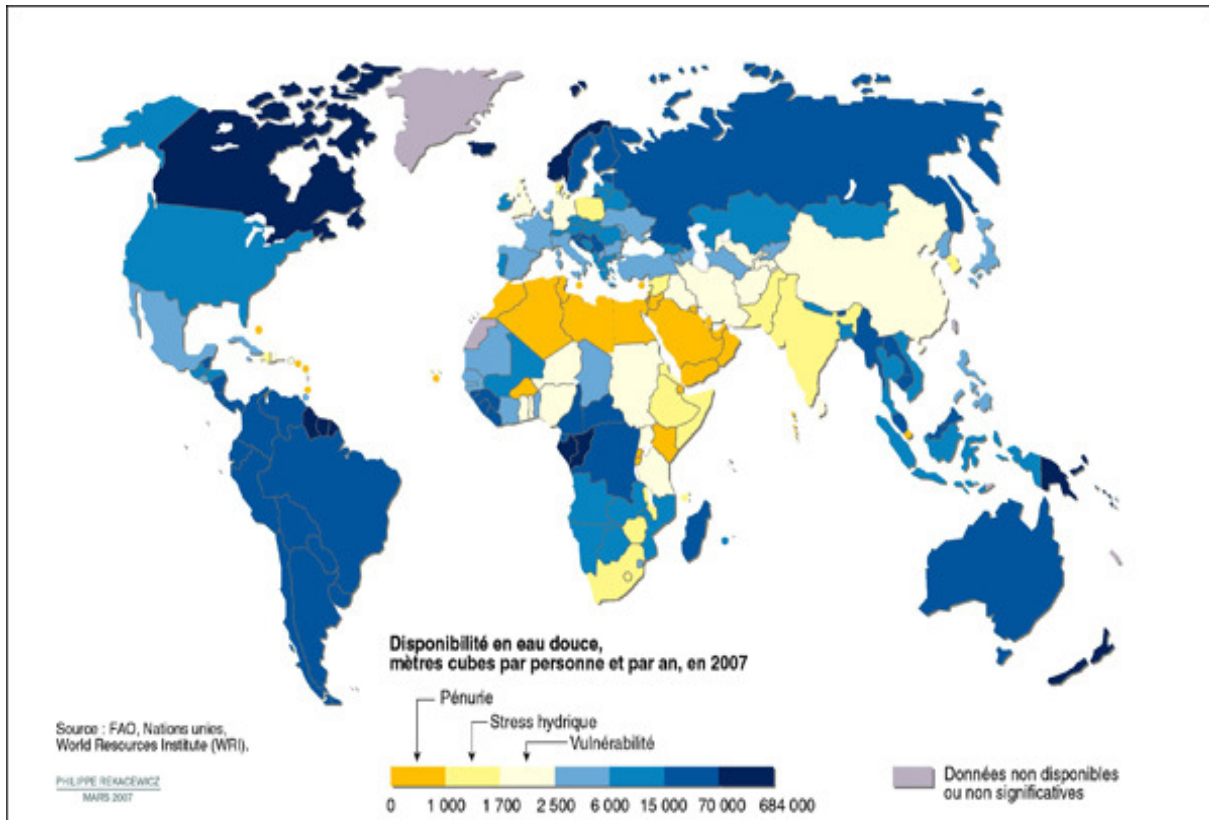 Disponibilité en eau douce,
mètres cubes par personne et par an, en 2007
Pénurie
Stress hydrique
Vulnérabilité
0 1 000 1 700 2 500 6 000 15 000 70 000 684 000
Données non disponibles
ou non significatives
Source : FAO, Nations unies,
World Resources Institute (WRI).
PHILIPPE REKACEWICZ
MARS 2007